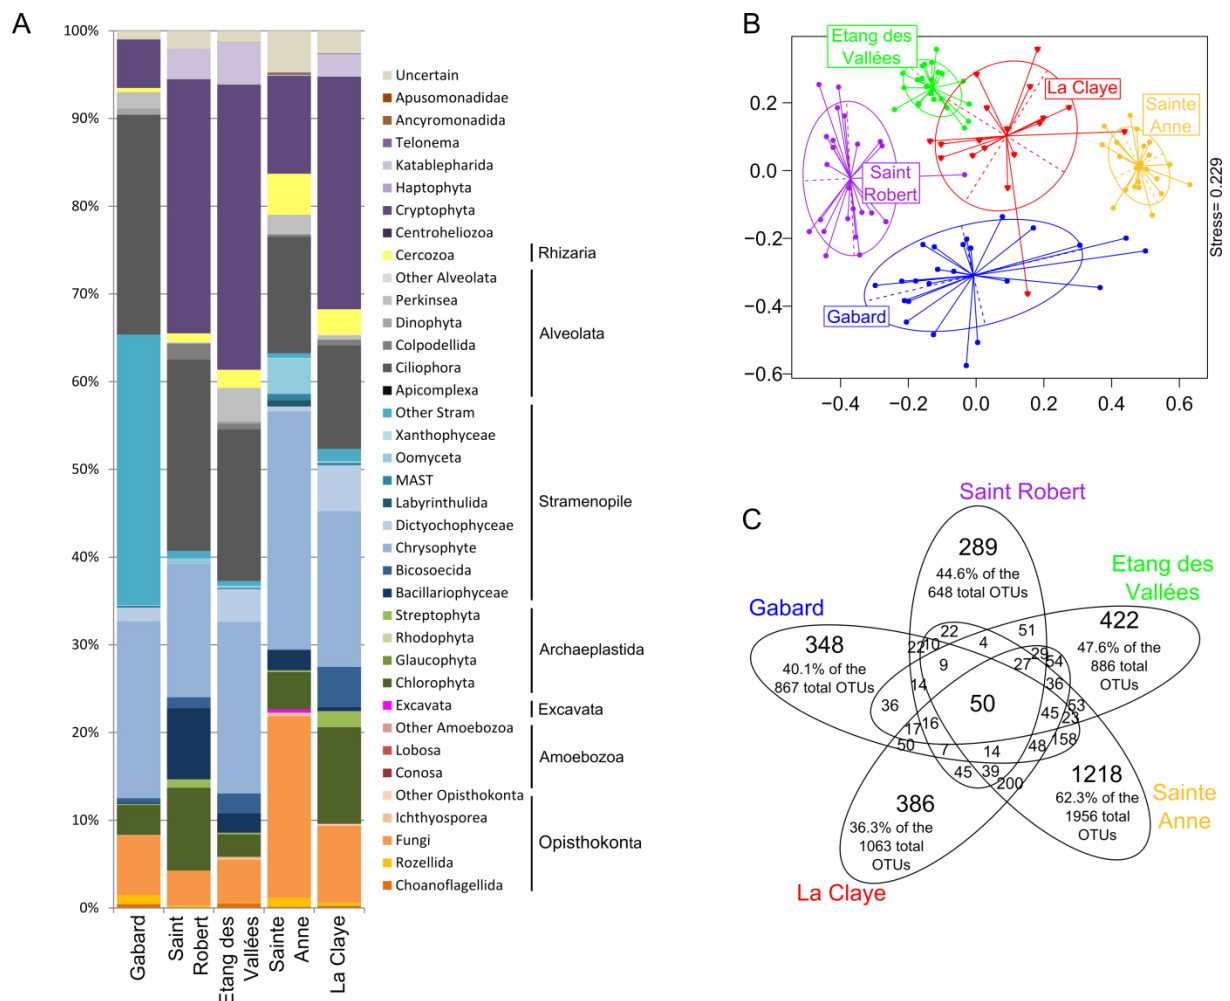 A
100%
90%
80%
70%
60%
50%
40%
30%
20%
10%
0%
Gabard
Saint
Robert
Etang des
Vallées
Sainte
Anne
La Claye
Uncertain
Apusomonadidae
Ancyromonadida
Telonema
Katablepharida
Haptophyta
Cryptophyta
Centroheliozoa
Cercozoa
Other Alveolata
Perkinsea
Dinophyta
Colpodellida
Ciliophora
Apicomplexa
Other Stram
Xanthophyceae
Oomyceta
MAST
Labyrinthulida
Dictyochophyceae
Chrysophyte
Bicosoecida
Bacillariophyceae
Streptophyta
Rhodophyta
Glaucophyta
Chlorophyta
Excavata
Other Amoebozoa
Lobosa
Conosa
Other Opisthokonta
Ichthyosporea
Fungi
Rozellida
Choanoflagellida
Rhizaria
Alveolata
Stramenopile
Archaeplastida
Excavata
Amoebozoa
Opisthokonta
B
0.2
0.0
−0.2
−0.4
−0.6
−0.4
−0.2
0.0
0.2
0.4
0.6
Etang des
Vallées
La Claye
Sainte
Anne
Saint
Robert
Gabard
Stress= 0.229
C
Saint Robert
289
44.6% of the
648 total OTUs
Etang des
Vallées
422
47.6% of the
886 total
OTUs
Gabard
348
40.1% of the
867 total OTUs
22
51
22
10
4
29
54
9
27
14
36
36
50
53
45
23
16
17
50
7
14
48
158
45
39
200
1218
62.3% of the
1956 total
OTUs
Sainte
Anne
386
36.3% of the
1063 total
OTUs
La Claye